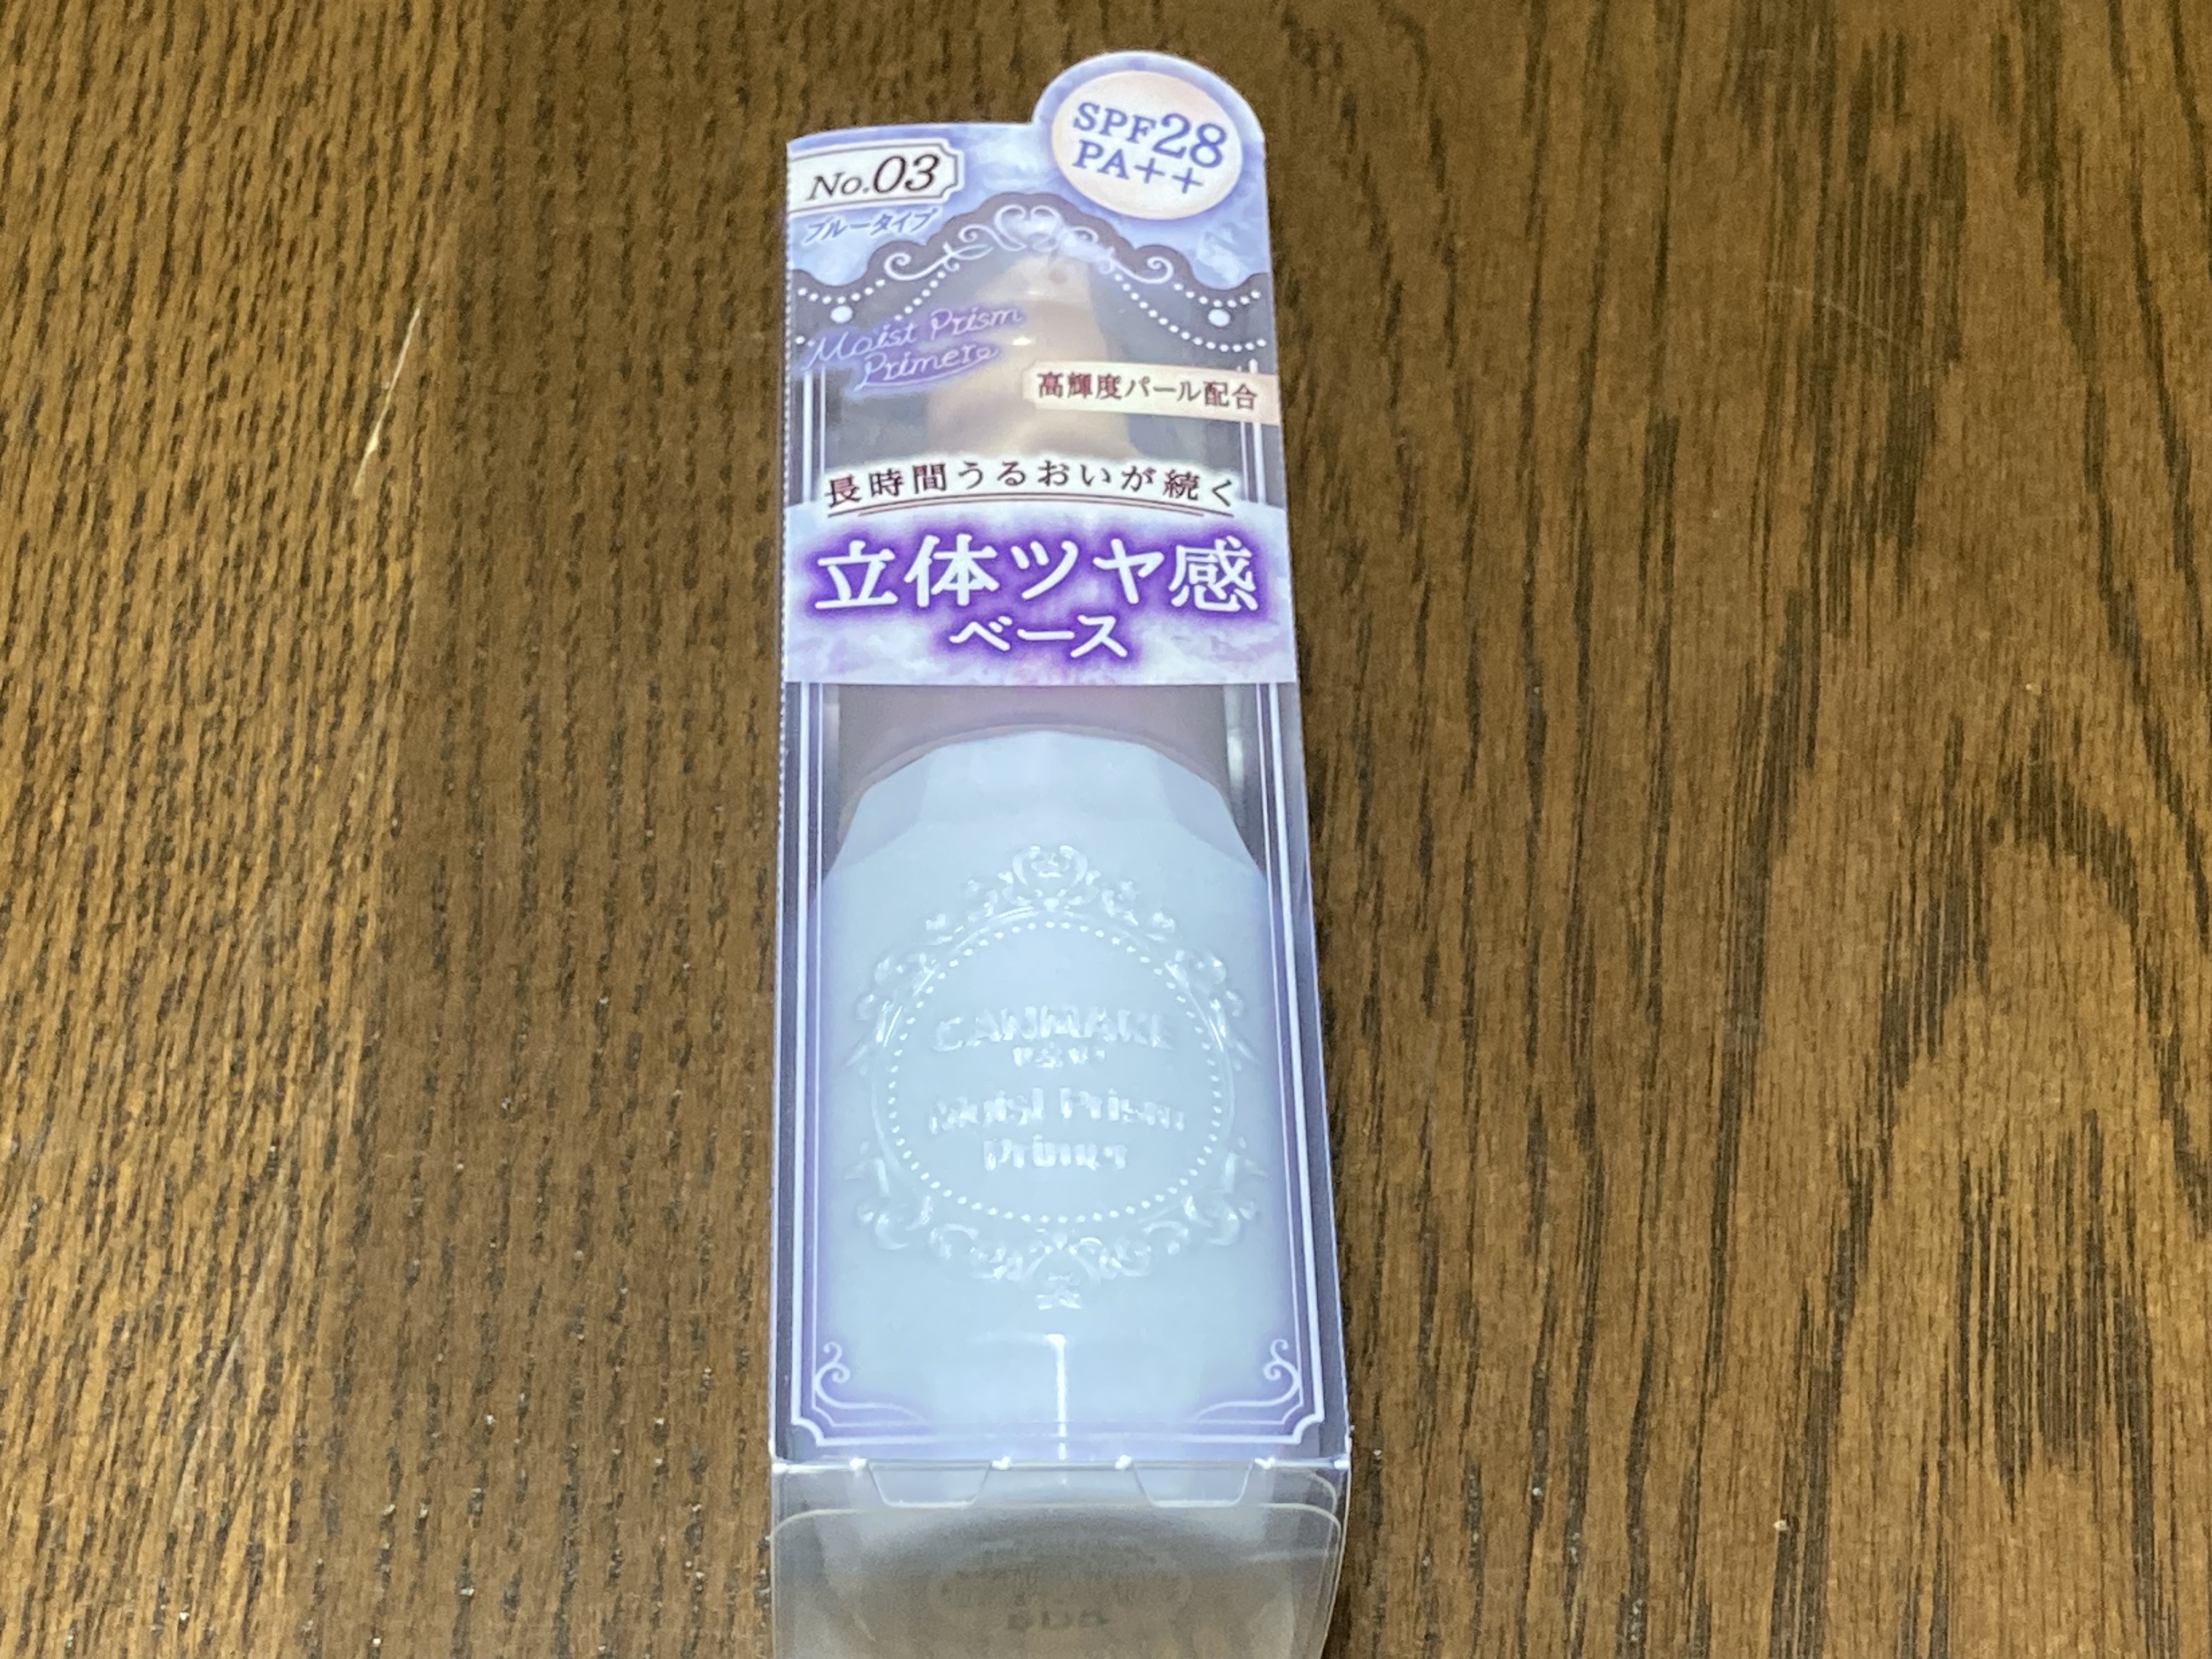 SPF28
PA++
No.03
ブルータイプ
Moist Prism
Primer
高輝度パール配合
長時間うるおいが続く
立体ツヤ感
ベース
CANMAKE
Moist Prism
Primer